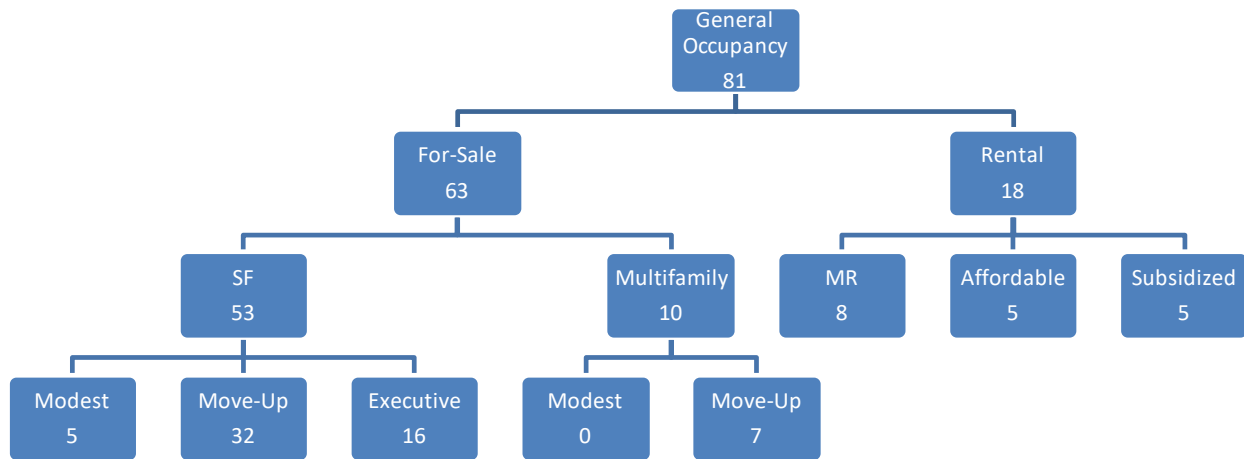 General
Occupancy
81
For-Sale
63
Rental
18
SF
53
Multifamily
10
MR
8
Affordable
5
Subsidized
5
Modest
5
Move-Up
32
Executive
16
Modest
0
Move-Up
7